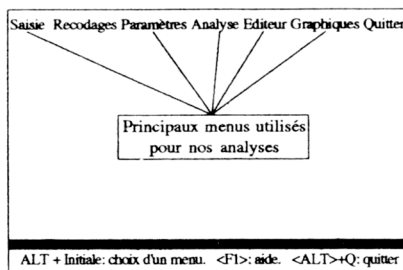 Saisie Recodages Paramètres Analyse Editeur Graphiques Quitter
Principaux menus utilisés
pour nos analyses
ALT + Initiale: choix d'un menu. <F1>: aide. <ALT>+Q: quitter